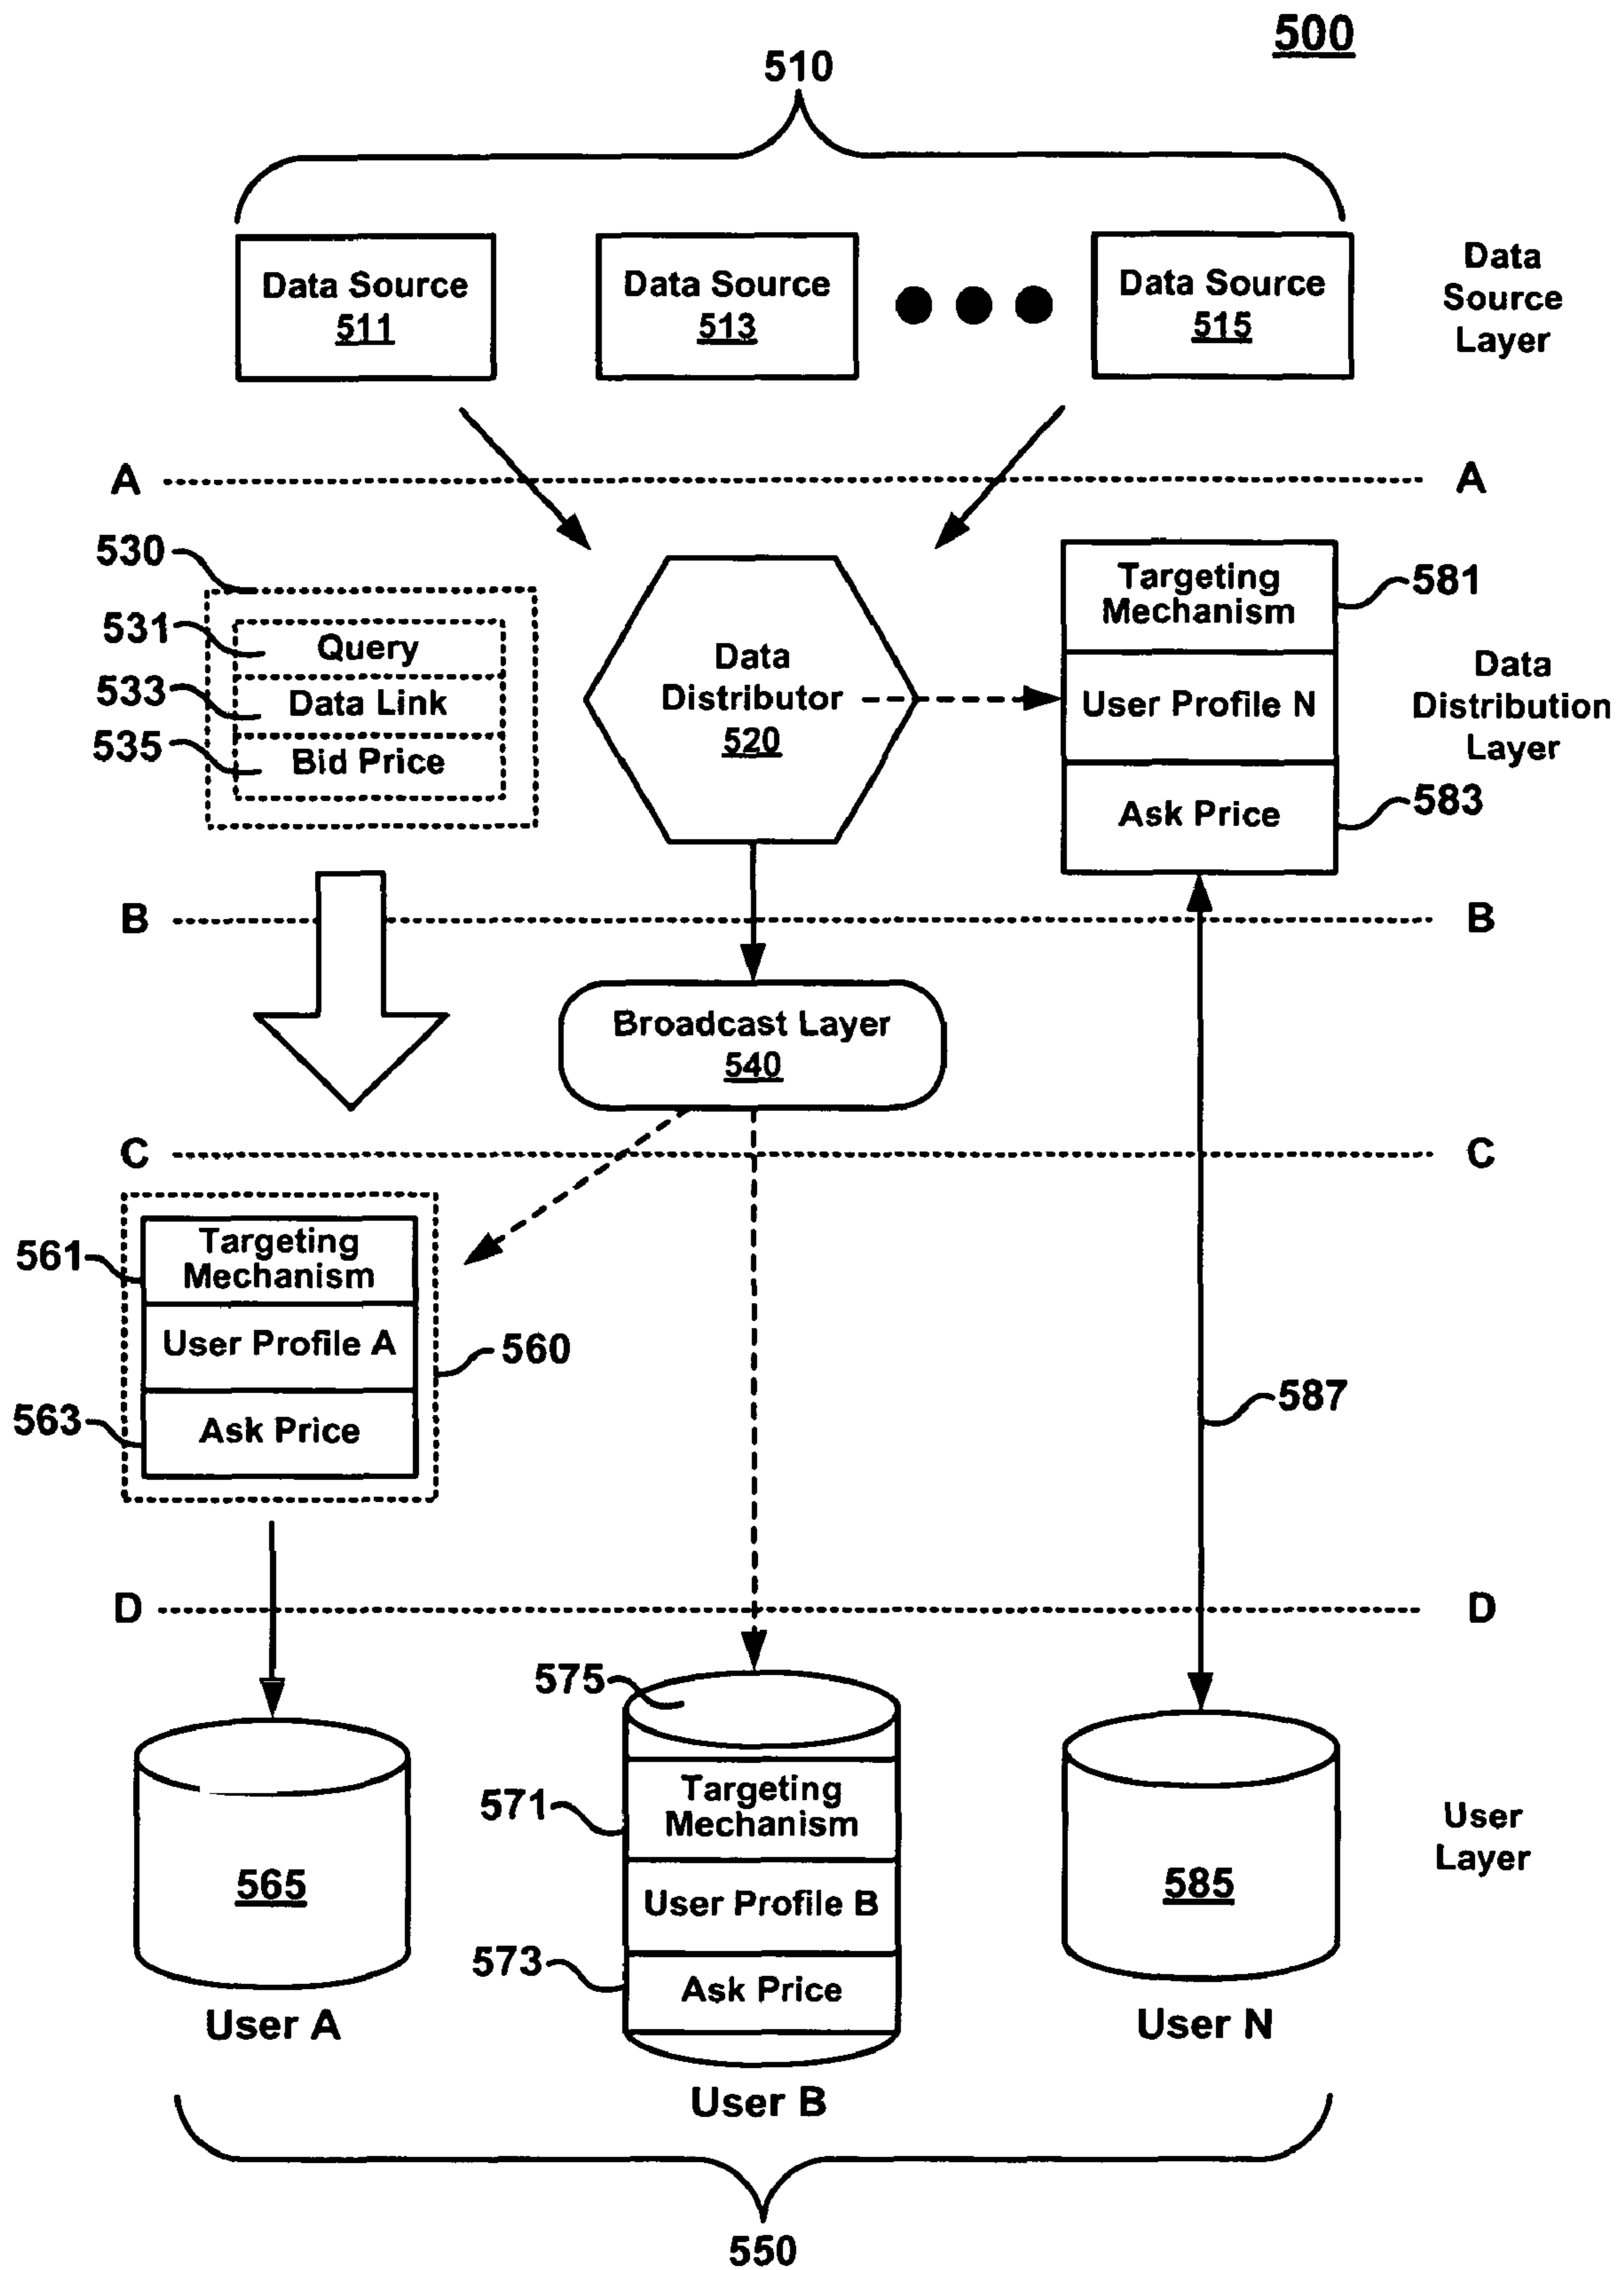 500
510
Data Source
511
Data Source
513
Data Source
515
Data
Source
Layer
A
A
530
531
Query
533
Data Link
535
Bid Price
Data
Distributor
520
Targeting
Mechanism
581
User Profile N
Ask Price
583
Data
Distribution
Layer
B
B
Broadcast Layer
540
C
C
561
Targeting
Mechanism
User Profile A
560
563
Ask Price
587
D
D
575
571
Targeting
Mechanism
User Profile B
573
Ask Price
565
585
User
Layer
User A
User B
User N
550